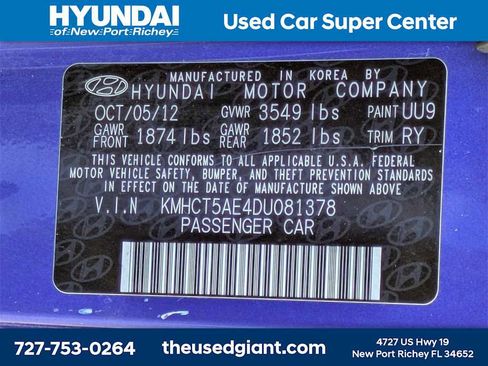 HYUNDAI
of New Port Richey
Used Car Super Center
MANUFACTURED IN KOREA BY
HYUNDAI MOTOR COMPANY
OCT/05/12 GVWR 3549 lbs PAINT UU9
GAWR FRONT 1874 lbs GAWR REAR 1852 lbs TRIM RY
THIS VEHICLE CONFORMS TO ALL APPLICABLE U.S.A. FEDERAL
MOTOR VEHICLE SAFETY, BUMPER, AND THEFT PREVENTION STANDARDS
IN EFFECT ON THE DATE OF MANUFACTURE SHOWN ABOVE.
V.I.N KMHCT5AE4DU081378
PASSENGER CAR
727-753-0264
theusedgiant.com
4727 US Hwy 19
New Port Richey FL 34652